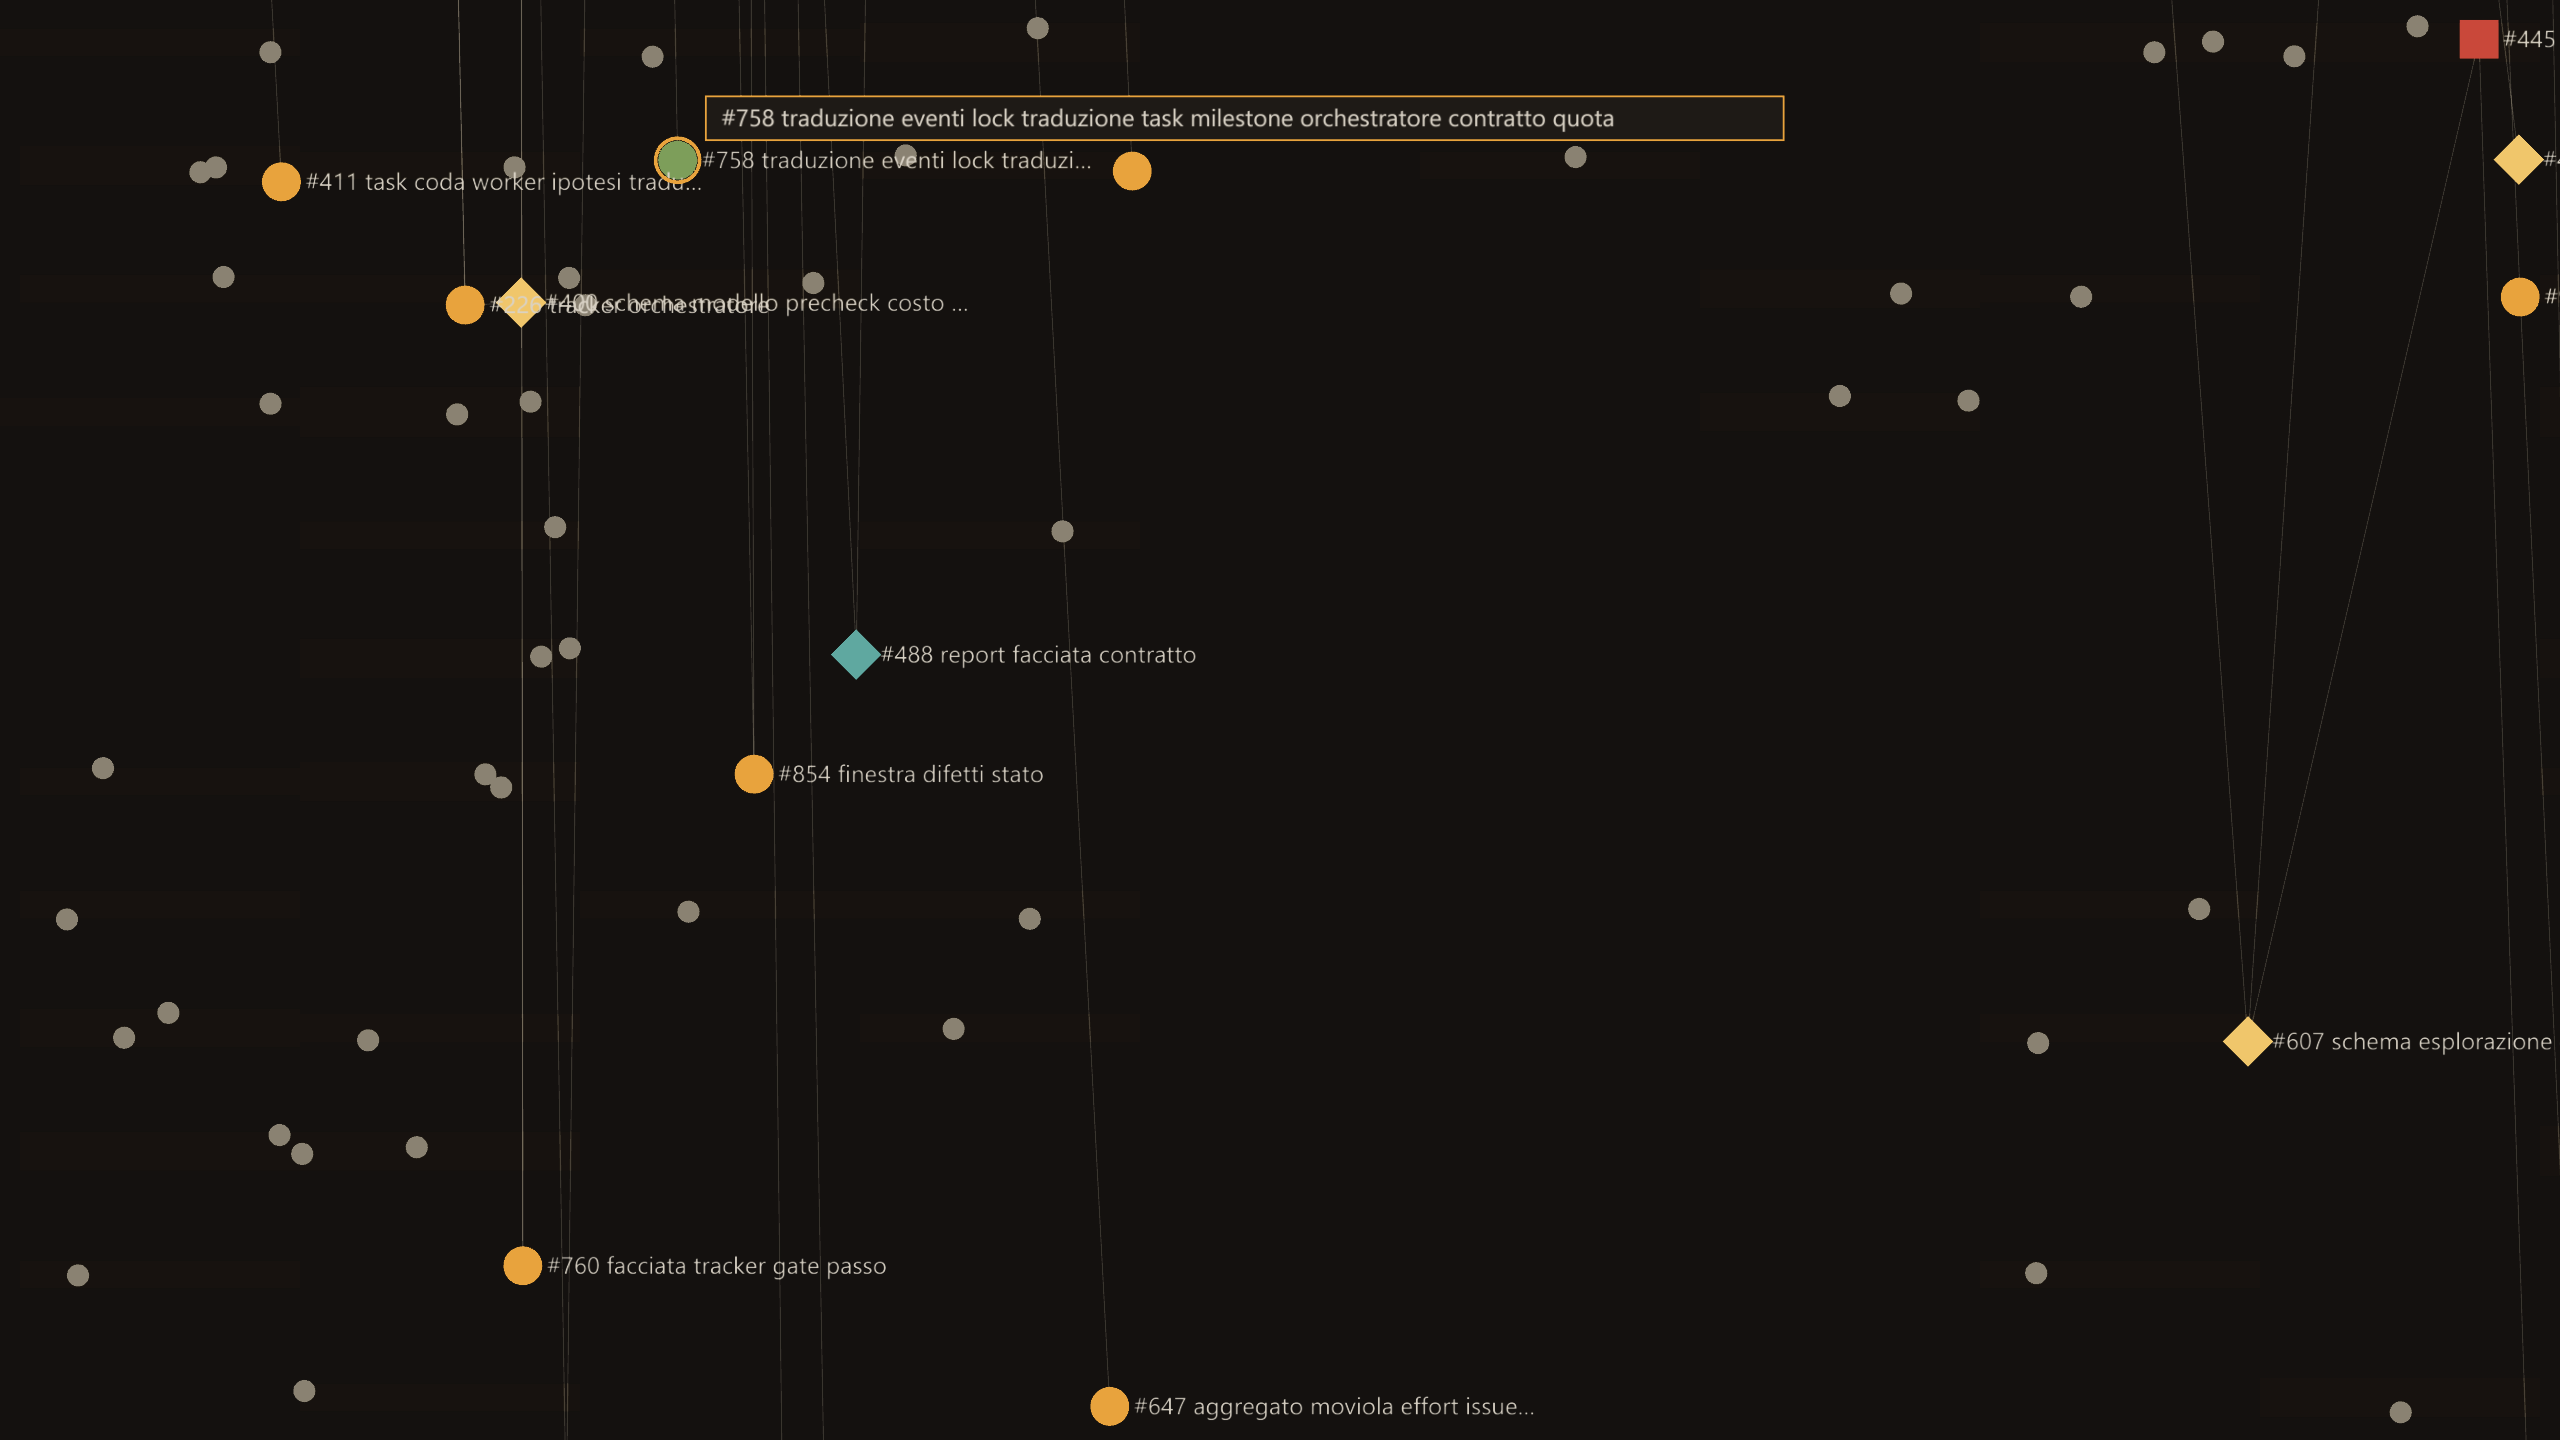 #445
#758 traduzione eventi lock traduzione task milestone orchestratore contratto quota
#758 traduzione eventi lock traduzi...
#411 task coda worker ipotesi tradu...
#226 tracker orchestratore
schema modello precheck costo ...
#488 report facciata contratto
#854 finestra difetti stato
#607 schema esplorazione
#760 facciata tracker gate passo
#647 aggregato moviola effort issue...